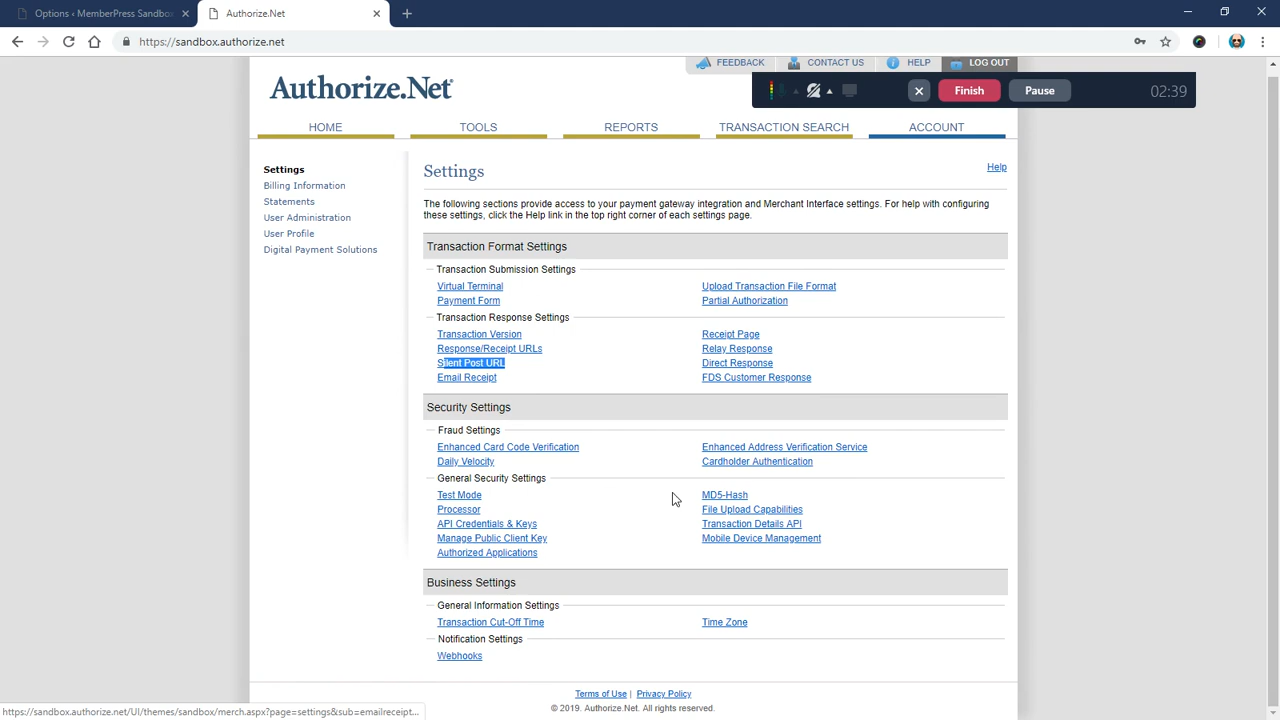 Options ‹ MemberPress Sandbox
Authorize.Net
https://sandbox.authorize.net
FEEDBACK CONTACT US HELP LOG OUT
Authorize.Net
Finish Pause 02:39
HOME TOOLS REPORTS TRANSACTION SEARCH ACCOUNT
Settings
Billing Information
Statements
User Administration
User Profile
Digital Payment Solutions
Settings Help
The following sections provide access to your payment gateway integration and Merchant Interface settings. For help with configuring
these settings, click the Help link in the top right corner of each settings page.
Transaction Format Settings
Transaction Submission Settings
Virtual Terminal Upload Transaction File Format
Payment Form Partial Authorization
Transaction Response Settings
Transaction Version Receipt Page
Response/Receipt URLs Relay Response
Silent Post URL Direct Response
Email Receipt FDS Customer Response
Security Settings
Fraud Settings
Enhanced Card Code Verification Enhanced Address Verification Service
Daily Velocity Cardholder Authentication
General Security Settings
Test Mode MD5-Hash
Processor File Upload Capabilities
API Credentials & Keys Transaction Details API
Manage Public Client Key Mobile Device Management
Authorized Applications
Business Settings
General Information Settings
Transaction Cut-Off Time Time Zone
Notification Settings
Webhooks
Terms of Use | Privacy Policy
© 2019. Authorize.Net. All rights reserved.
https://sandbox.authorize.net/UI/themes/sandbox/merch.aspx?page=settings&sub=emailreceipt...